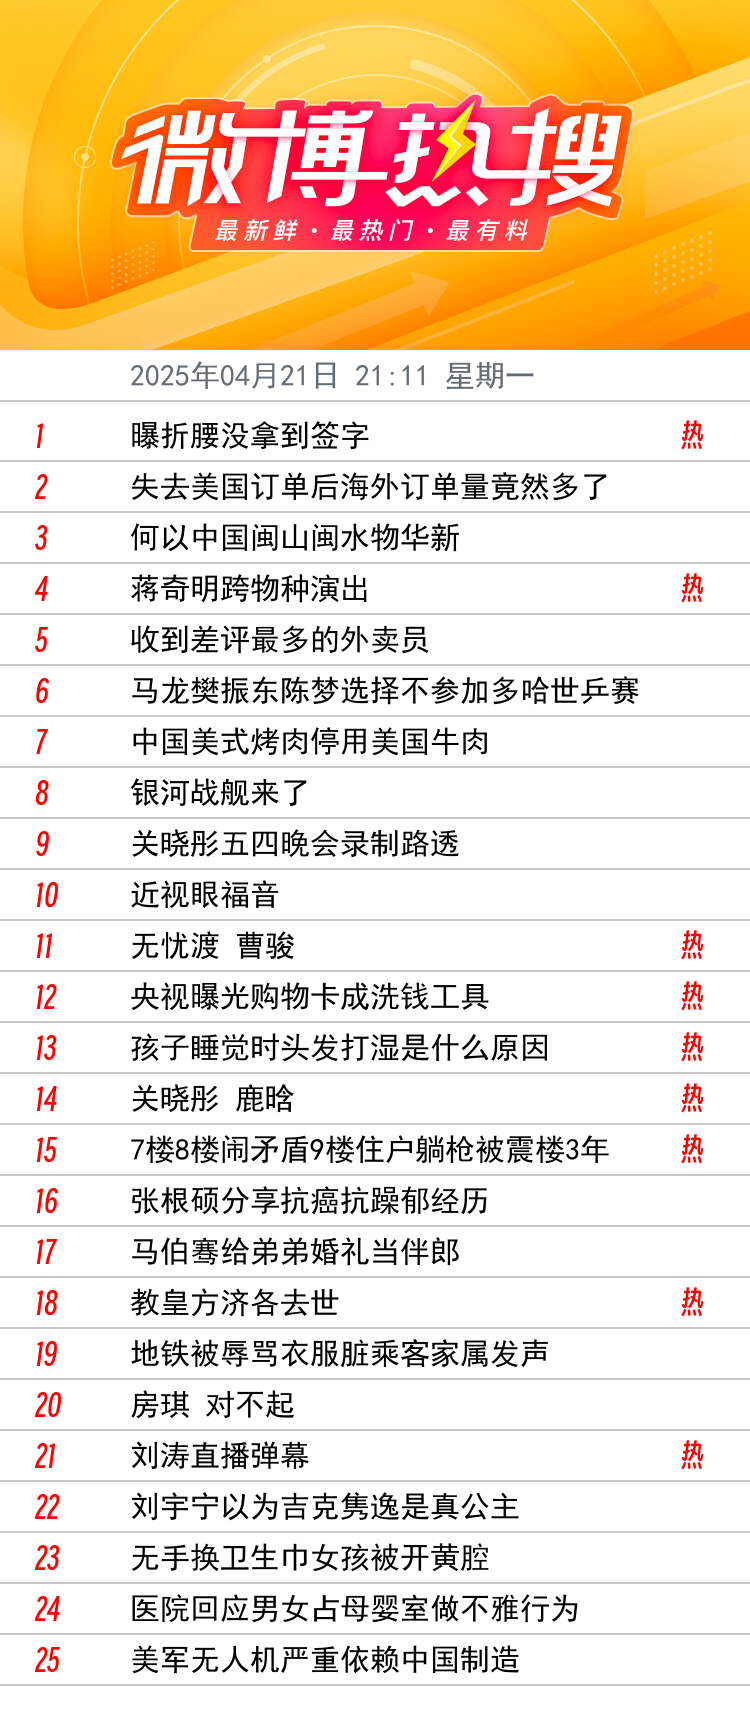 微博热搜
最新鲜·最热门·最有料
2025年04月21日 21:11 星期一
1 曝折腰没拿到签字 热
2 失去美国订单后海外订单量竟然多了
3 何以中国闽山闽水物华新
4 蒋奇明跨物种演出 热
5 收到差评最多的外卖员
6 马龙樊振东陈梦选择不参加多哈世乒赛
7 中国美式烤肉停用美国牛肉
8 银河战舰来了
9 关晓彤五四晚会录制路透
10 近视眼福音
11 无忧渡 曹骏 热
12 央视曝光购物卡成洗钱工具 热
13 孩子睡觉时头发打湿是什么原因 热
14 关晓彤 鹿晗 热
15 7楼8楼闹矛盾9楼住户躺枪被震楼3年 热
16 张根硕分享抗癌抗躁郁经历
17 马伯骞给弟弟婚礼当伴郎
18 教皇方济各去世 热
19 地铁被辱骂衣服脏乘客家属发声
20 房琪 对不起
21 刘涛直播弹幕 热
22 刘宇宁以为吉克隽逸是真公主
23 无手换卫生巾女孩被开黄腔
24 医院回应男女占母婴室做不雅行为
25 美军无人机严重依赖中国制造